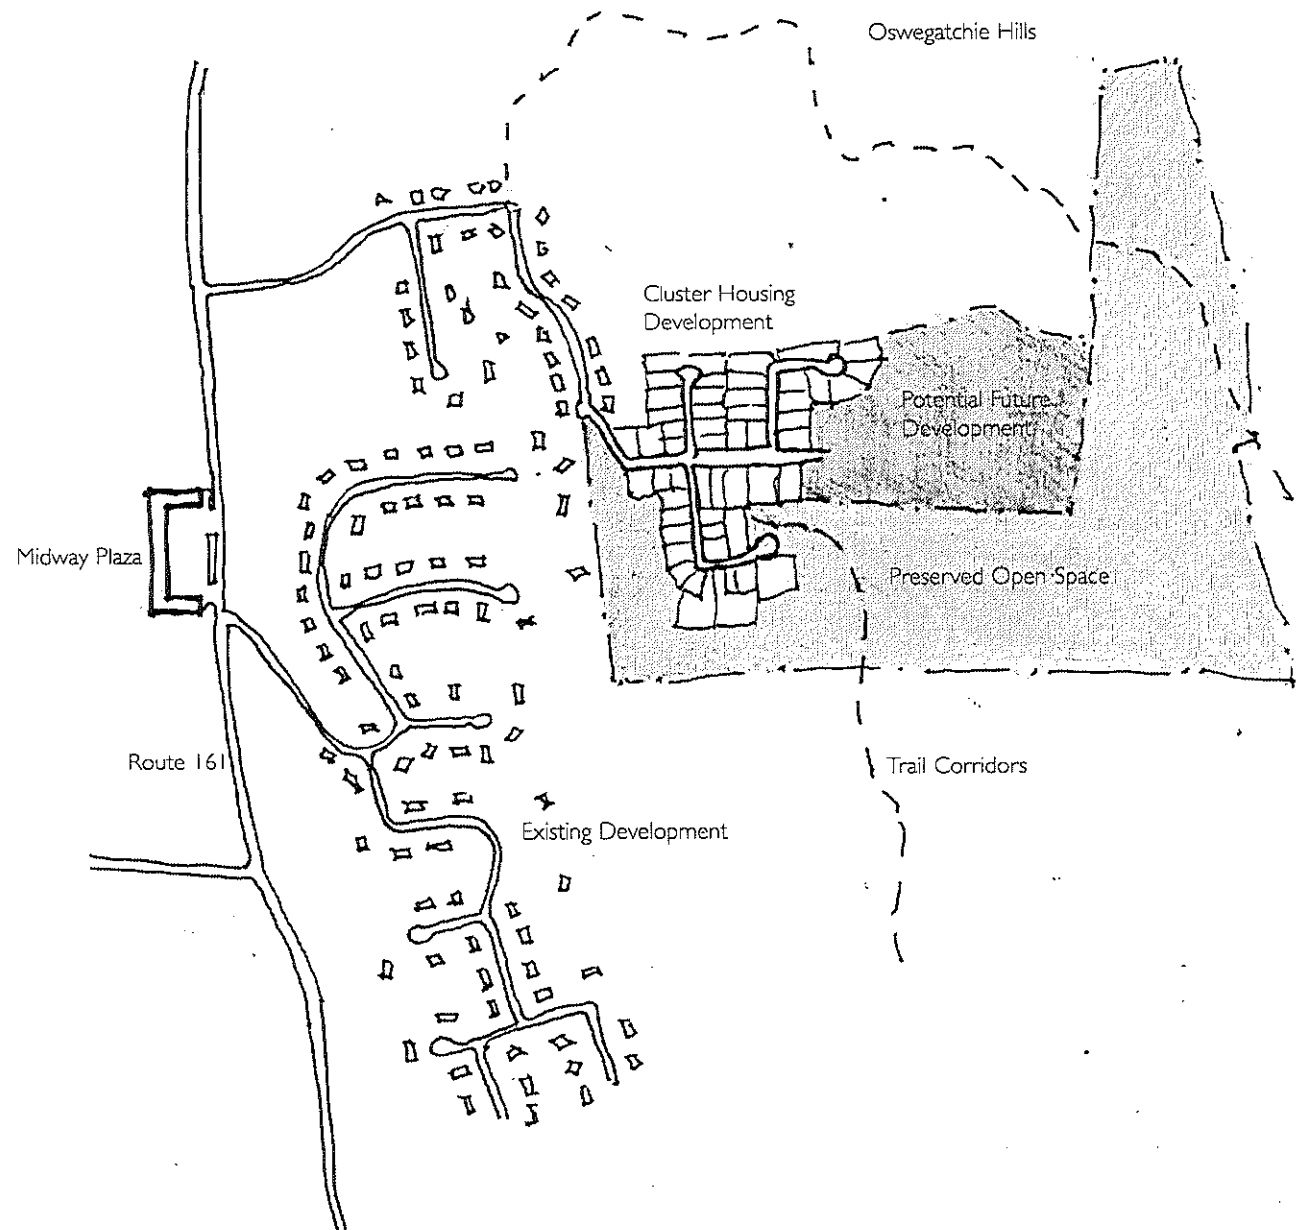 Oswegatchie Hills
Cluster Housing
Development
Potential Future
Development
Midway Plaza
Preserved Open Space
Route 161
Trail Corridors
Existing Development